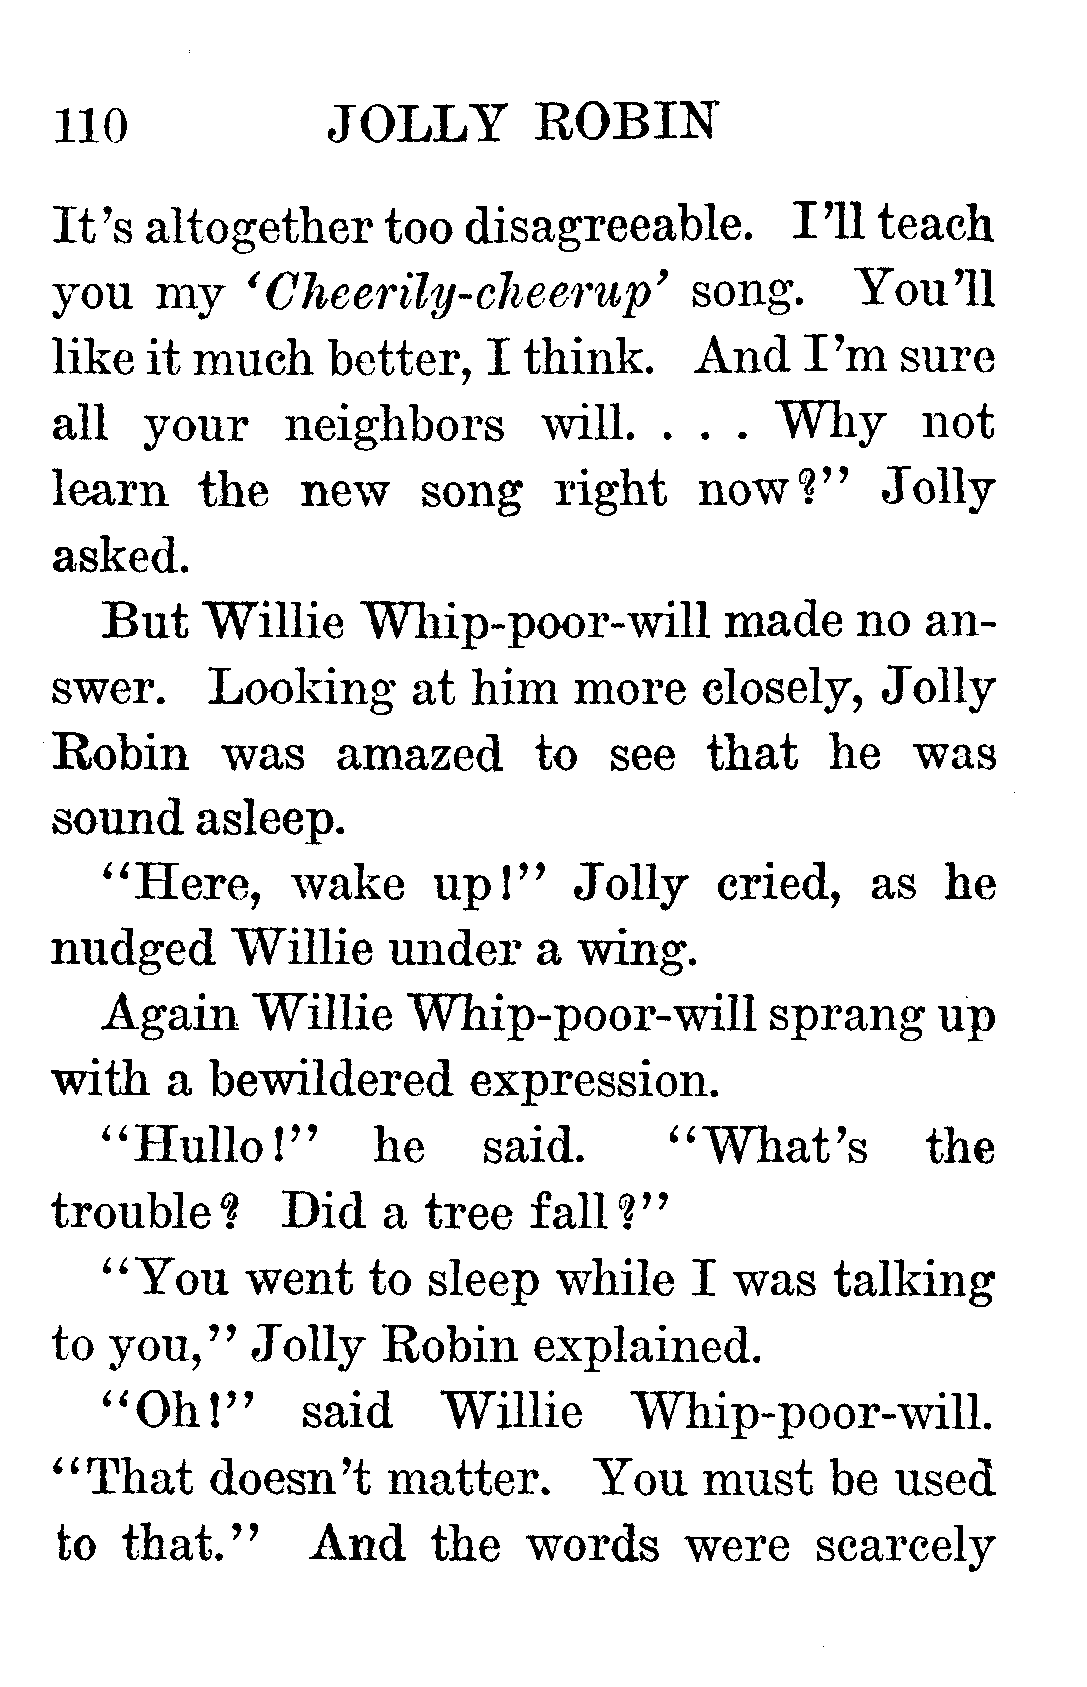 110 JOLLY ROBIN
It's altogether too disagreeable. I'll teach
you my 'Cheerily-cheerup' song. You'll
like it much better, I think. And I'm sure
all your neighbors will. . . . Why not
learn the new song right now?" Jolly
asked.
But Willie Whip-poor-will made no an-
swer. Looking at him more closely, Jolly
Robin was amazed to see that he was
sound asleep.
"Here, wake up!" Jolly cried, as he
nudged Willie under a wing.
Again Willie Whip-poor-will sprang up
with a bewildered expression.
"Hullo!" he said. "What's the
trouble? Did a tree fall?"
"You went to sleep while I was talking
to you," Jolly Robin explained.
"Oh!" said Willie Whip-poor-will.
"That doesn't matter. You must be used
to that." And the words were scarcely